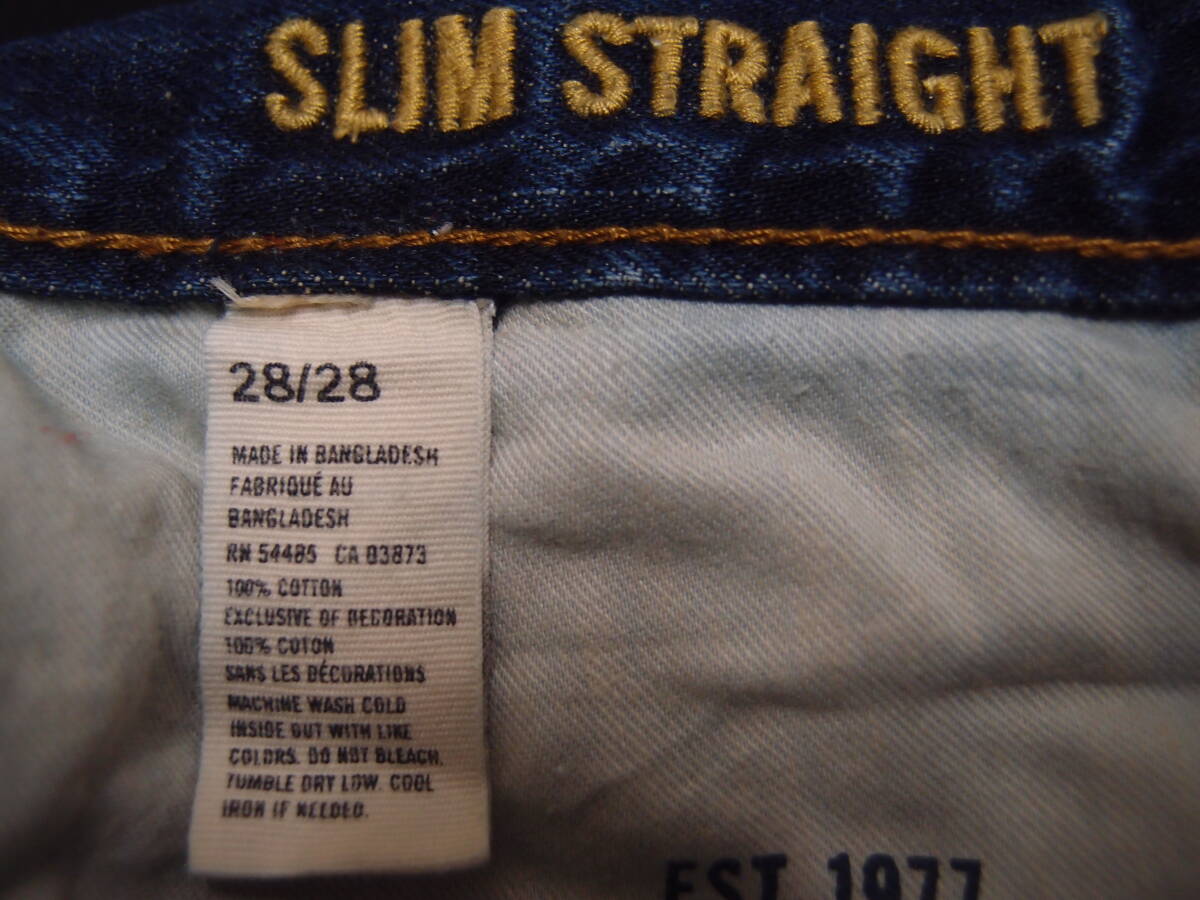 SLIM STRAIGHT
28/28
MADE IN BANGLADESH
FABRIQUÉ AU
BANGLADESH
RN 54485 CA 03873
100% COTTON
EXCLUSIVE OF DECORATION
100% COTON
SANS LES DÉCORATIONS
MACHINE WASH COLD
INSIDE OUT WITH LIKE
COLORS. DO NOT BLEACH.
TUMBLE DRY LOW. COOL
IRON IF NEEDED.
EST. 1977